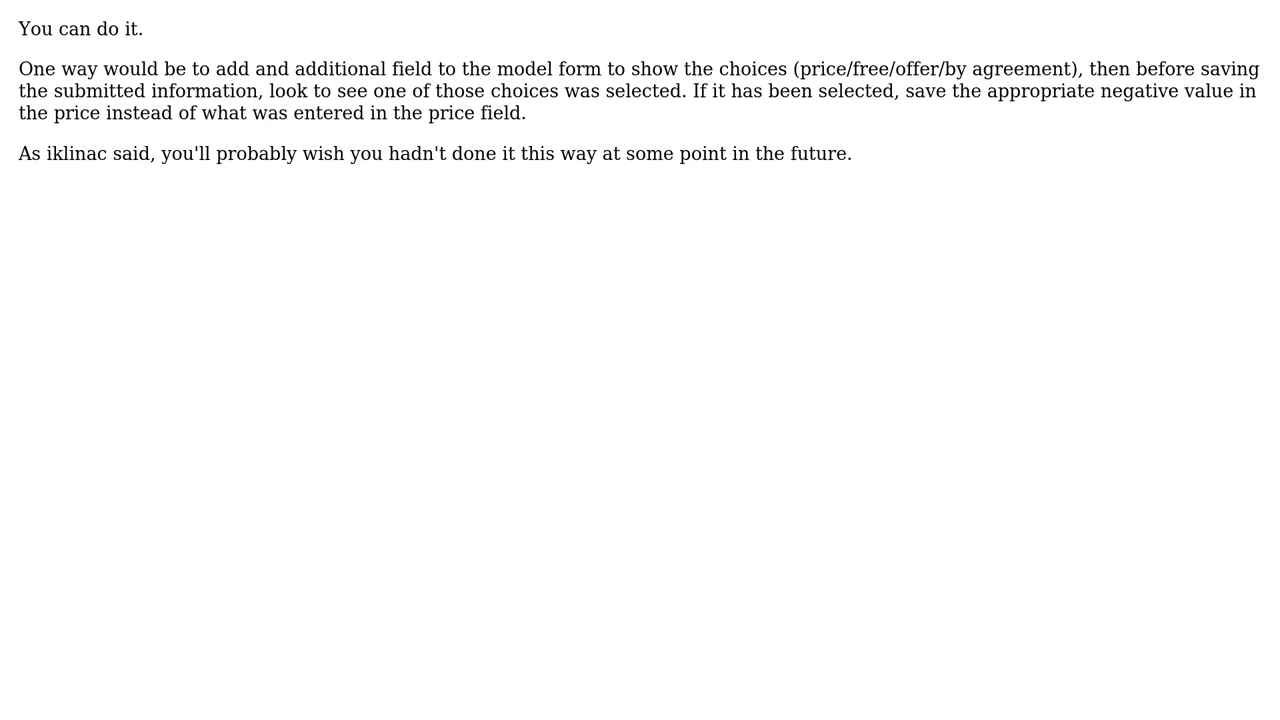 You can do it.
One way would be to add and additional field to the model form to show the choices (price/free/offer/by agreement), then before saving
the submitted information, look to see one of those choices was selected. If it has been selected, save the appropriate negative value in
the price instead of what was entered in the price field.
As iklinac said, you'll probably wish you hadn't done it this way at some point in the future.